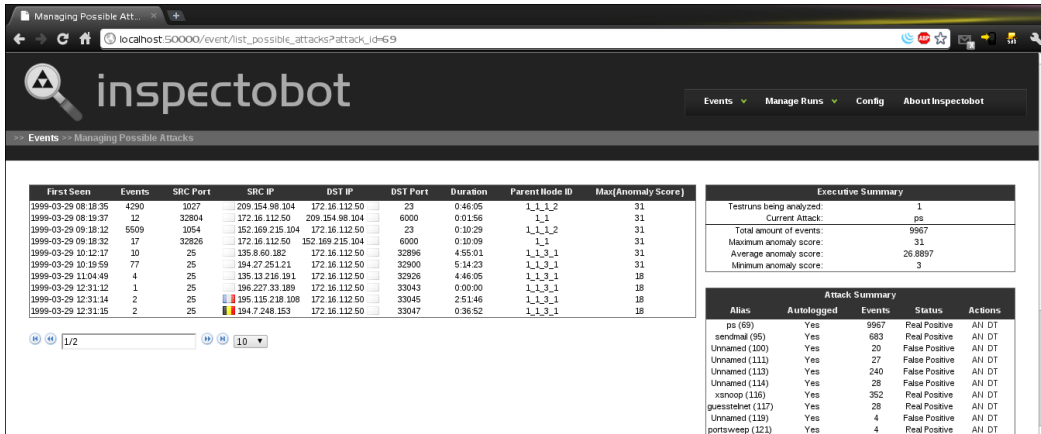 Managing Possible Att... ×
localhost:50000/event/list_possible_attacks?attack_id=69
ABP
inspectobot
Events Manage Runs Config About Inspectobot
>> Events >> Managing Possible Attacks
First Seen Events SRC Port SRC IP DST IP DST Port Duration Parent Node ID Max(Anomaly Score)
1999-03-29 08:18:35 4290 1027 209.154.98.104 172.16.112.50 23 0:46:05 1_1_1_2 31
1999-03-29 08:19:37 12 32804 172.16.112.50 209.154.98.104 6000 0:01:56 1_1 31
1999-03-29 09:18:12 5509 1054 152.169.215.104 172.16.112.50 23 0:10:29 1_1_1_2 31
1999-03-29 09:18:32 17 32826 172.16.112.50 152.169.215.104 6000 0:10:09 1_1 31
1999-03-29 10:12:17 10 25 135.8.60.182 172.16.112.50 32896 4:55:01 1_1_3_1 31
1999-03-29 10:19:59 77 25 194.27.251.21 172.16.112.50 32900 5:14:23 1_1_3_1 31
1999-03-29 11:04:49 4 25 135.13.216.191 172.16.112.50 32926 4:46:05 1_1_3_1 18
1999-03-29 12:31:12 1 25 196.227.33.189 172.16.112.50 33043 0:00:00 1_1_3_1 18
1999-03-29 12:31:14 2 25 195.115.218.108 172.16.112.50 33045 2:51:46 1_1_3_1 18
1999-03-29 12:31:15 2 25 194.7.248.153 172.16.112.50 33047 0:36:52 1_1_3_1 18
1/2 10
Executive Summary
Testruns being analyzed: 1
Current Attack: ps
Total amount of events: 9967
Maximum anomaly score: 31
Average anomaly score: 26.8897
Minimum anomaly score: 3
Attack Summary
Alias Autologged Events Status Actions
ps (69) Yes 9967 Real Positive AN DT
sendmail (95) Yes 683 Real Positive AN DT
Unnamed (100) Yes 20 False Positive AN DT
Unnamed (111) Yes 27 False Positive AN DT
Unnamed (113) Yes 240 False Positive AN DT
Unnamed (114) Yes 28 False Positive AN DT
xsnoop (116) Yes 352 Real Positive AN DT
guesstelnet (117) Yes 28 Real Positive AN DT
Unnamed (119) Yes 4 False Positive AN DT
portsweep (121) Yes 4 Real Positive AN DT